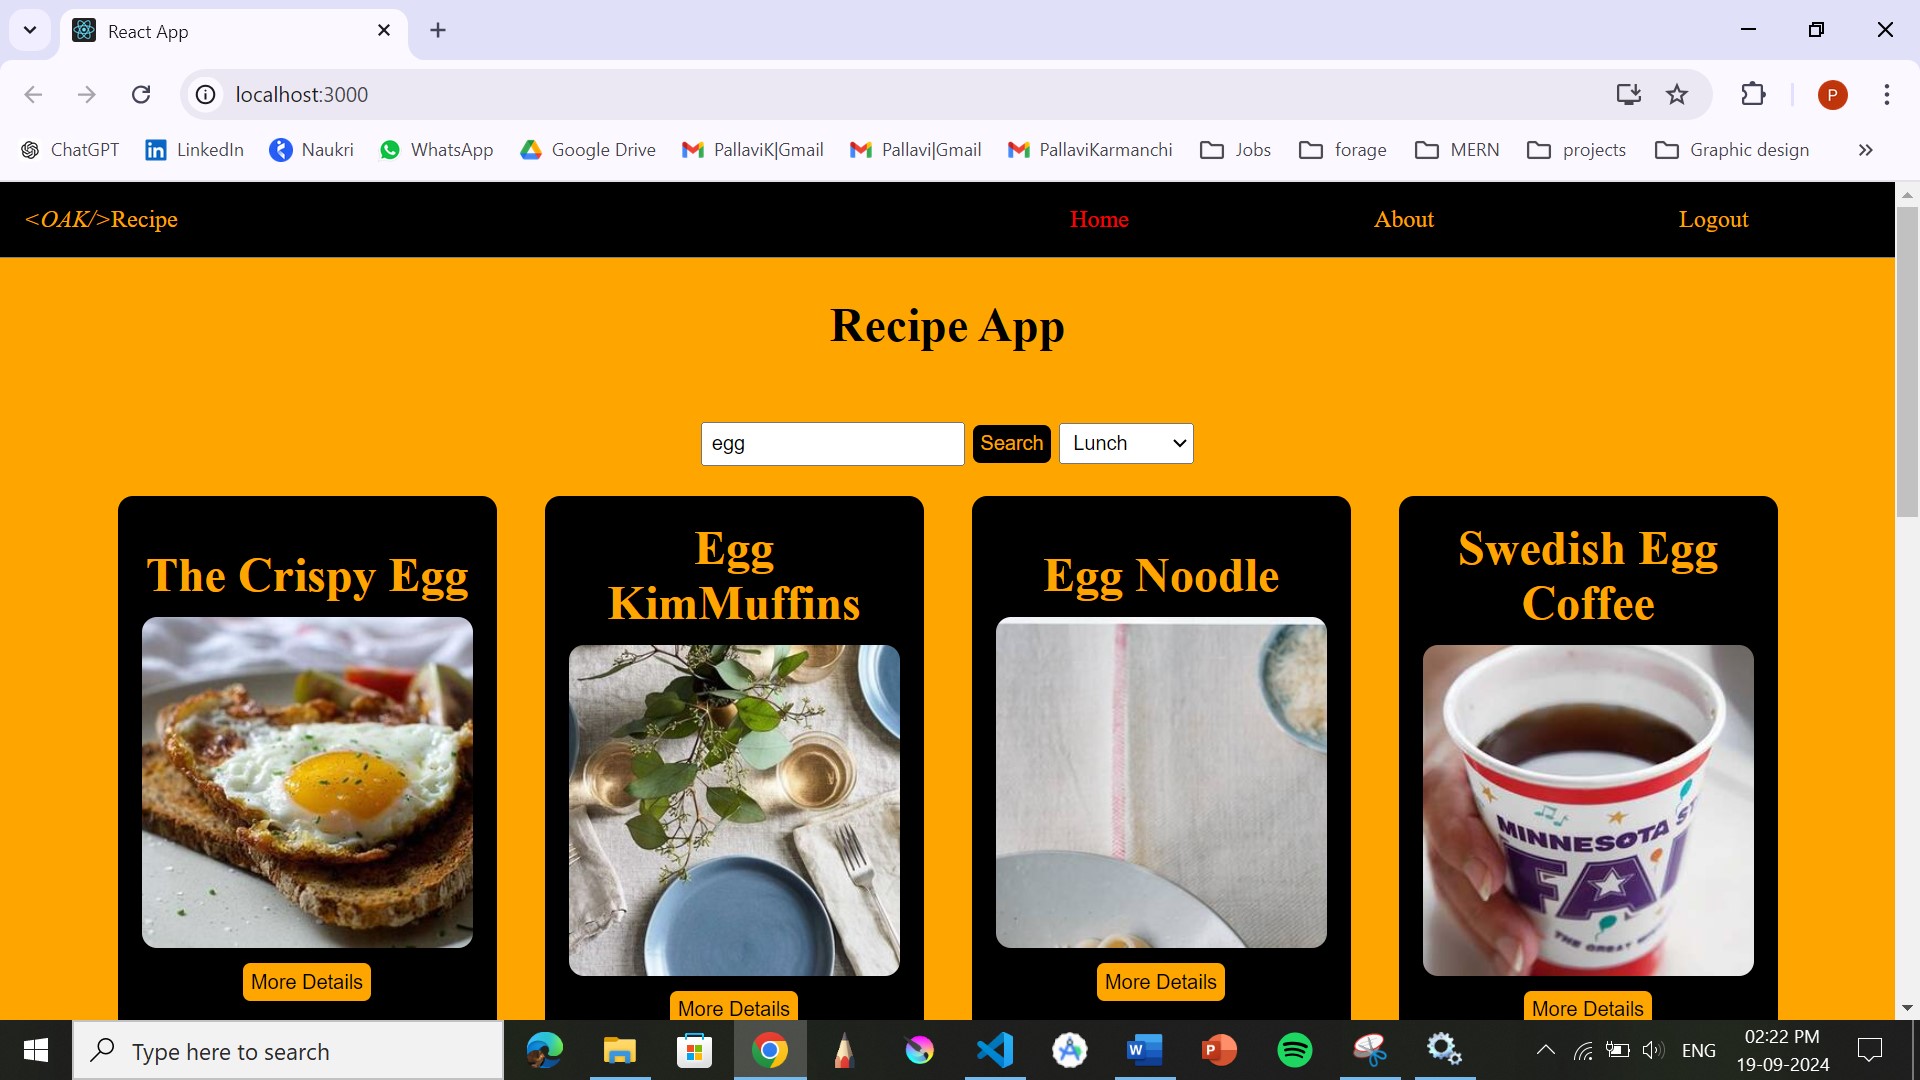 React App
localhost:3000
ChatGPT LinkedIn Naukri WhatsApp Google Drive PallaviK|Gmail Pallavi|Gmail PallaviKarmanchi Jobs forage MERN projects Graphic design
P
<OAK/>Recipe Home About Logout
Recipe App
egg Search Lunch
The Crispy Egg
Egg
KimMuffins
Egg Noodle
Swedish Egg
Coffee
MINNESOTA
FAI
THE GREAT
More Details
More Details
More Details
More Details
Type here to search
W
P
ENG
02:22 PM
19-09-2024